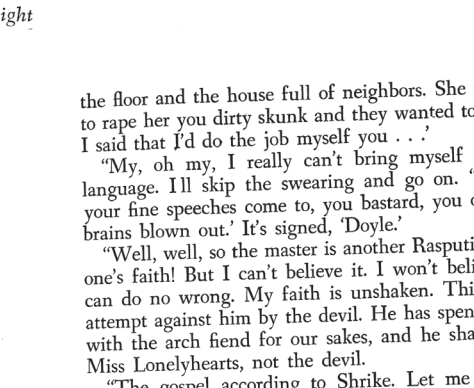 ight
the floor and the house full of neighbors. She
to rape her you dirty skunk and they wanted to
I said that I'd do the job myself you . . .'
"My, oh my, I really can't bring myself
language. I ll skip the swearing and go on. "
your fine speeches come to, you bastard, you
brains blown out.' It's signed, 'Doyle.'
"Well, well, so the master is another Rasputi
one's faith! But I can't believe it. I won't beli
can do no wrong. My faith is unshaken. Thi
attempt against him by the devil. He has spen
with the arch fiend for our sakes, and he sha
Miss Lonelyhearts, not the devil.
"The gospel according to Shrike. Let me